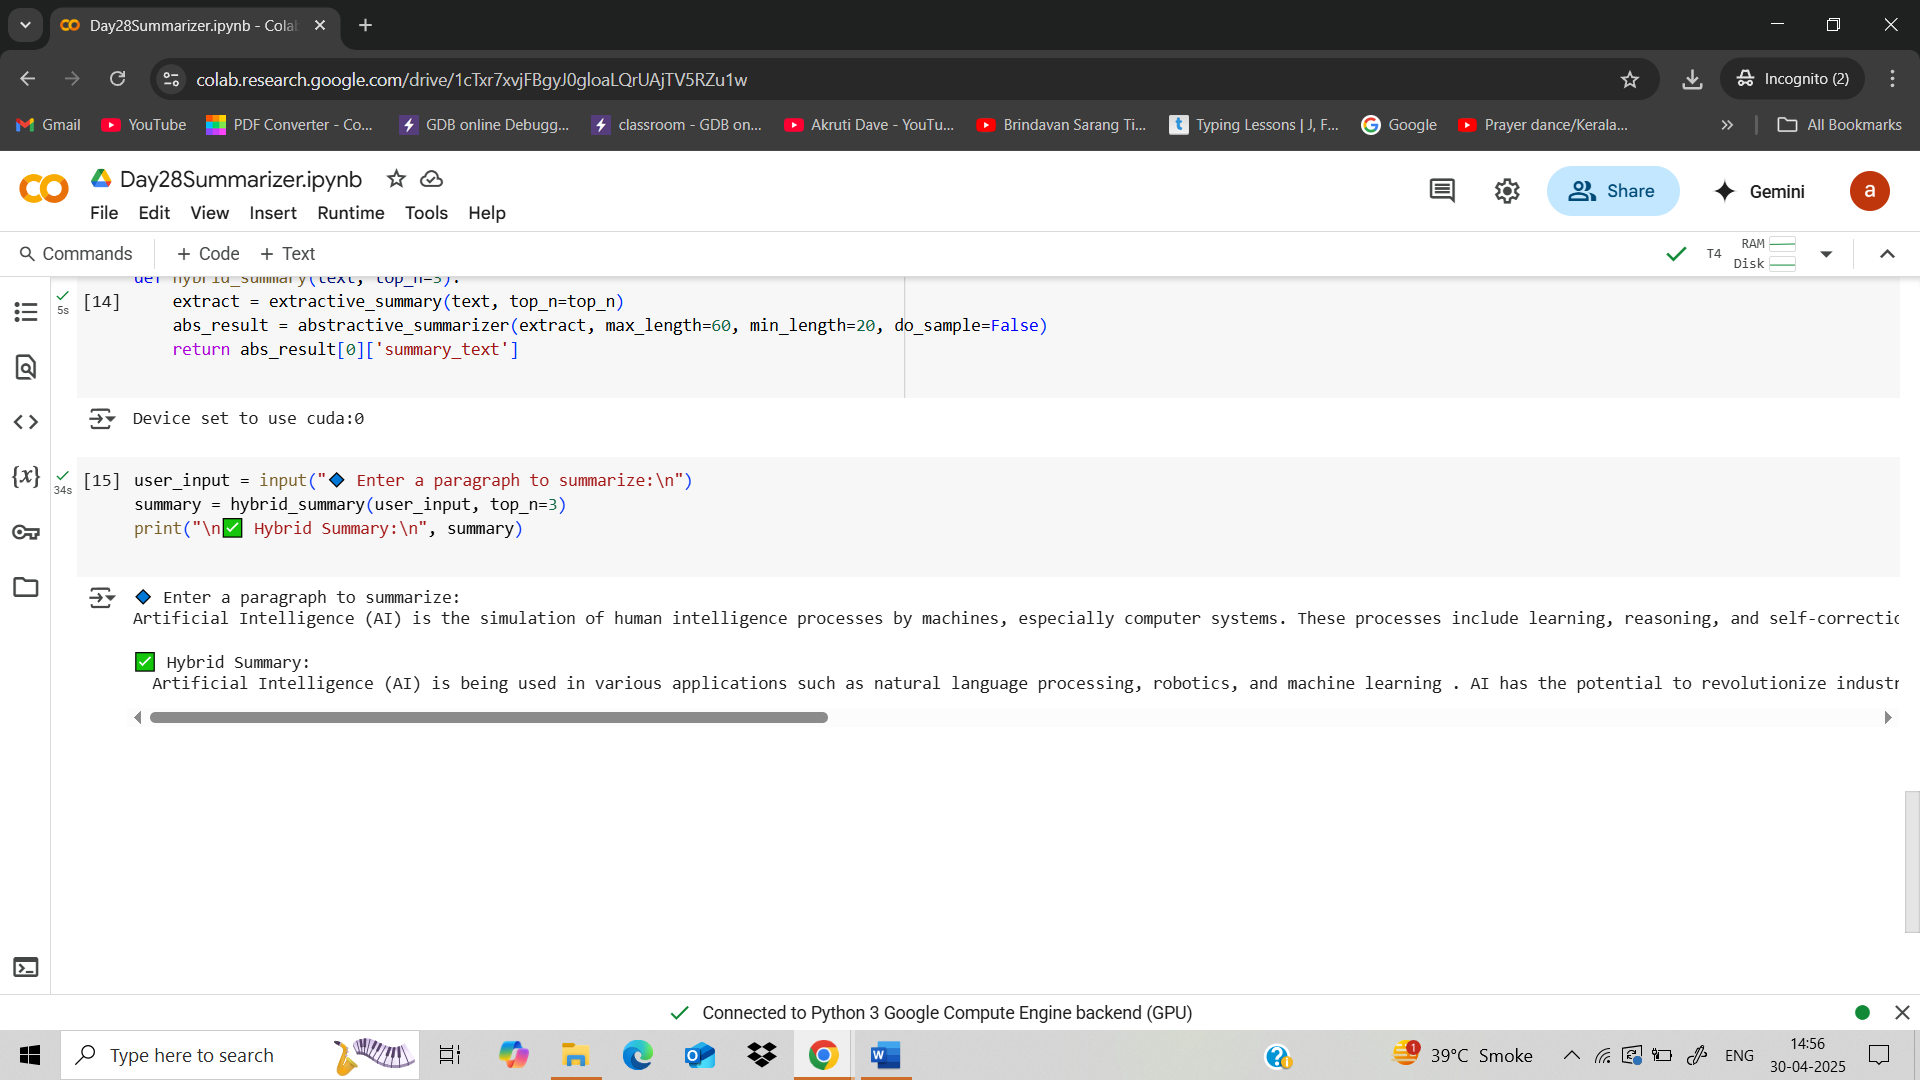 Day28Summarizer.ipynb - Cola
colab.research.google.com/drive/1cTxr7xvjFBgyJ0gloaLQrUAjTV5RZu1w
Incognito (2)
Gmail
YouTube
PDF Converter - Co...
GDB online Debugg...
classroom - GDB on...
Akruti Dave - YouTu...
Brindavan Sarang Ti...
Typing Lessons | J, F...
Google
Prayer dance/Kerala...
All Bookmarks
Day28Summarizer.ipynb
File Edit View Insert Runtime Tools Help
Share
Gemini
a
Commands
+ Code
+ Text
T4
RAM
Disk
def hybrid_summary(text, top_n=3):
5s
[14]
extract = extractive_summary(text, top_n=top_n)
abs_result = abstractive_summarizer(extract, max_length=60, min_length=20, do_sample=False)
return abs_result[0]['summary_text']
Device set to use cuda:0
34s
[15]
user_input = input("🔷 Enter a paragraph to summarize:\n")
summary = hybrid_summary(user_input, top_n=3)
print("\n✅ Hybrid Summary:\n", summary)
🔷 Enter a paragraph to summarize:
Artificial Intelligence (AI) is the simulation of human intelligence processes by machines, especially computer systems. These processes include learning, reasoning, and self-correctio
✅ Hybrid Summary:
Artificial Intelligence (AI) is being used in various applications such as natural language processing, robotics, and machine learning . AI has the potential to revolutionize industr
Connected to Python 3 Google Compute Engine backend (GPU)
Type here to search
1
39°C Smoke
ENG
14:56
30-04-2025